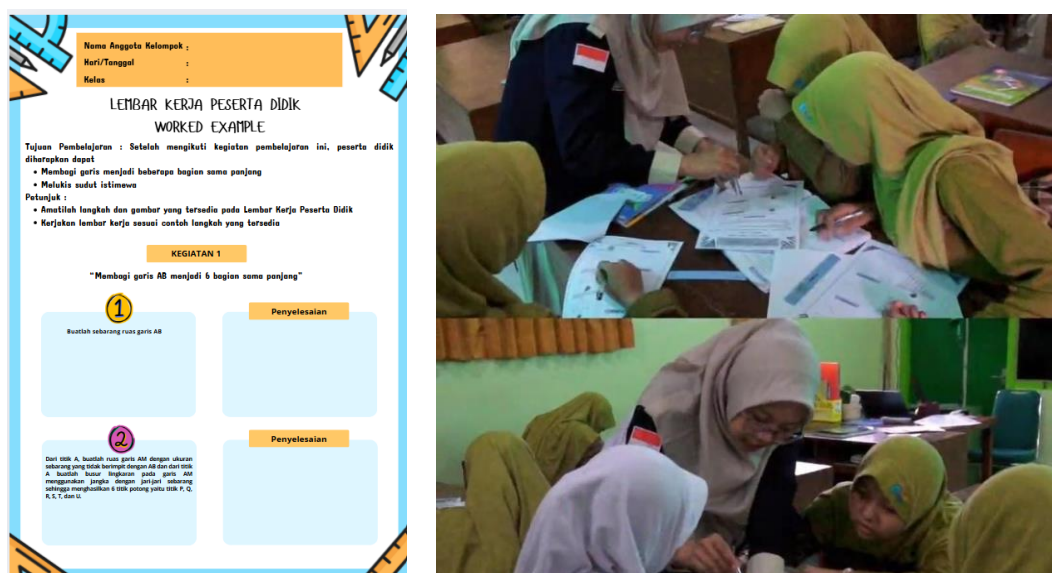 Nama Anggota Kelompok :
Hari/Tanggal :
Kelas :
LEMBAR KERJA PESERTA DIDIK
WORKED EXAMPLE
Tujuan Pembelajaran : Setelah mengikuti kegiatan pembelajaran ini, peserta didik
diharapkan dapat
• Membagi garis menjadi beberapa bagian sama panjang
• Melukis sudut istimewa
Petunjuk :
• Amatilah langkah dan gambar yang tersedia pada Lembar Kerja Peserta Didik
• Kerjakan lembar kerja sesuai contoh langkah yang tersedia
KEGIATAN 1
"Membagi garis AB menjadi 6 bagian sama panjang"
1
Buatlah sebarang ruas garis AB
Penyelesaian
2
Dari titik A, buatlah ruas garis AM dengan ukuran
sebarang yang tidak berimpit dengan AB dan dari titik
A buatlah busur lingkaran pada garis AM
menggunakan jangka dengan jari-jari sebarang
sehingga menghasilkan 6 titik potong yaitu titik P, Q,
R, S, T, dan U.
Penyelesaian